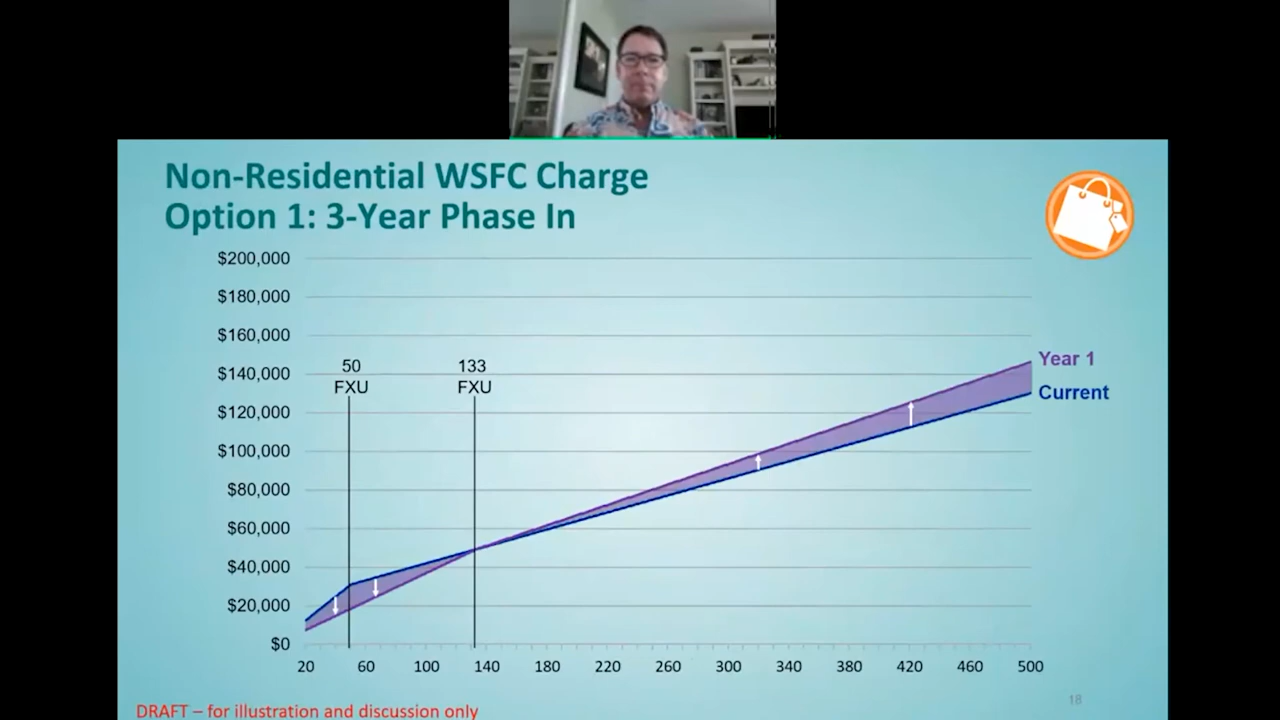 Non-Residential WSFC Charge
Option 1: 3-Year Phase In
$200,000
$180,000
$160,000
$140,000
$120,000
$100,000
$80,000
$60,000
$40,000
$20,000
$0
50
FXU
133
FXU
Year 1
Current
20 60 100 140 180 220 260 300 340 380 420 460 500
18
DRAFT – for illustration and discussion only